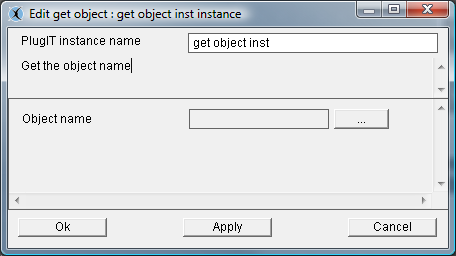 Edit get object : get object inst instance
PlugIT instance name
get object inst
Get the object name
Object name
...
Ok
Apply
Cancel